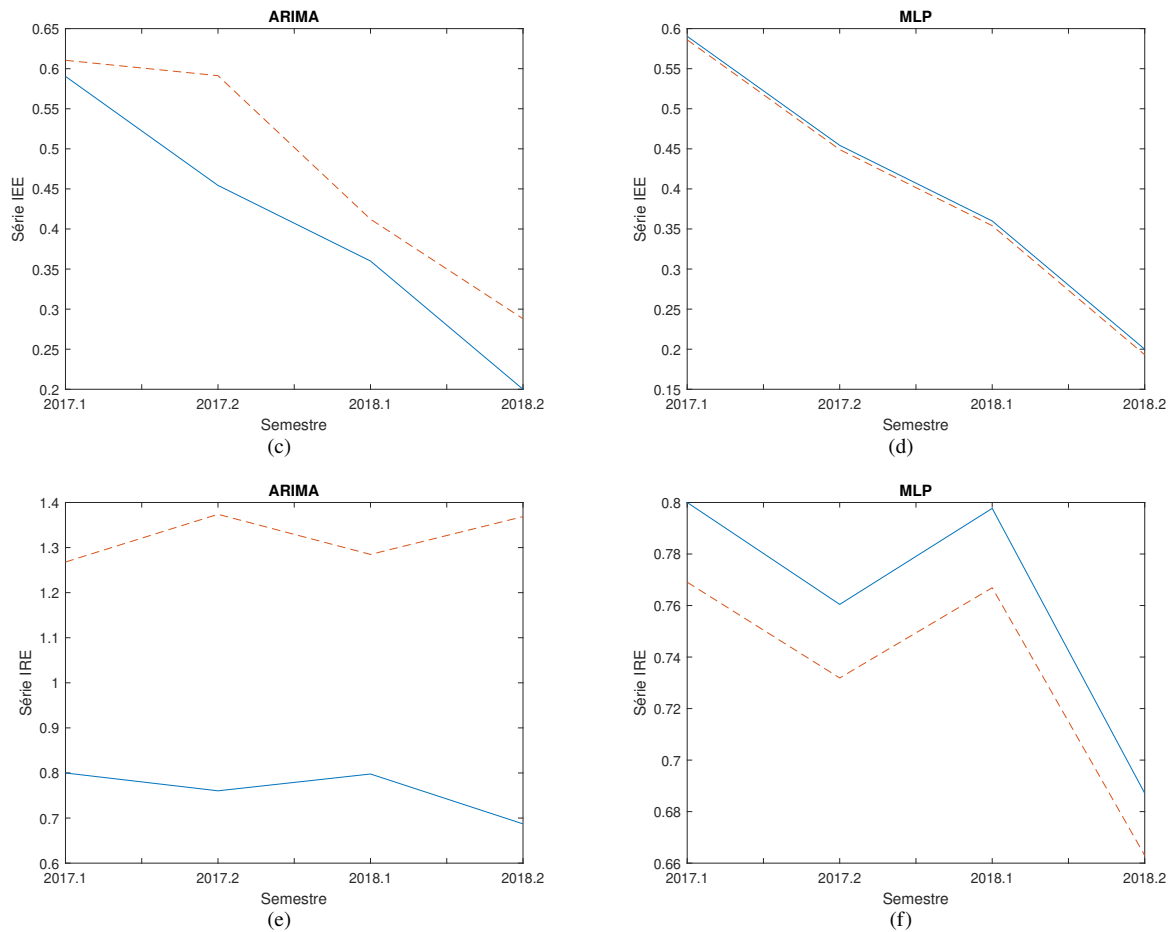 ARIMA
0.65
0.6
0.55
0.5
0.45
0.4
0.35
0.3
0.25
0.2
Série IEE
2017.1 2017.2 2018.1 2018.2
Semestre
(c)
MLP
0.6
0.55
0.5
0.45
0.4
0.35
0.3
0.25
0.2
0.15
Série IEE
2017.1 2017.2 2018.1 2018.2
Semestre
(d)
ARIMA
1.4
1.3
1.2
1.1
1
0.9
0.8
0.7
0.6
Série IRE
2017.1 2017.2 2018.1 2018.2
Semestre
(e)
MLP
0.8
0.78
0.76
0.74
0.72
0.7
0.68
0.66
Série IRE
2017.1 2017.2 2018.1 2018.2
Semestre
(f)